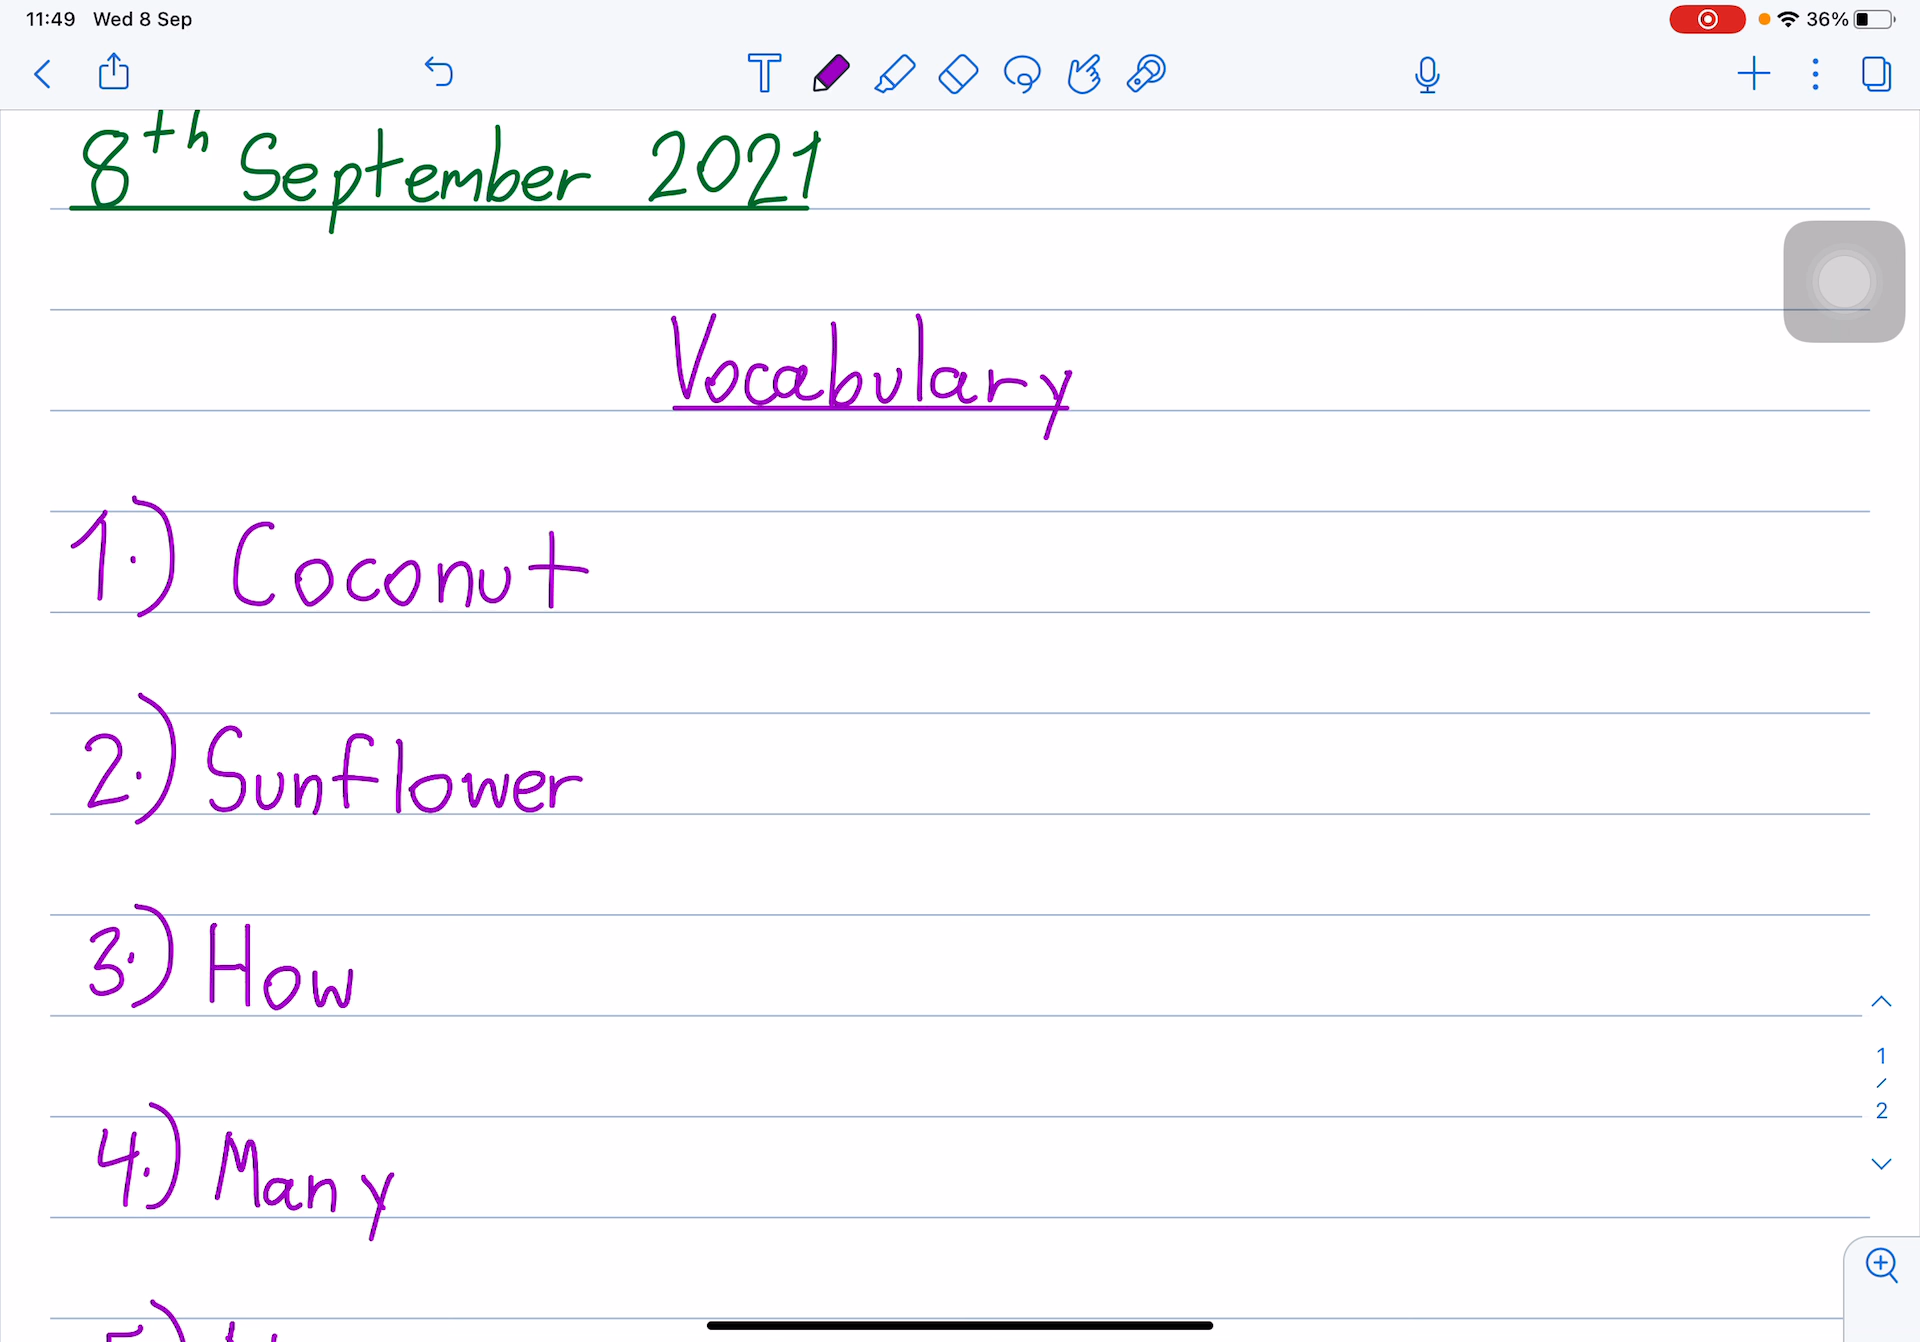 11:49 Wed 8 Sep 36%
8th September 2021
Vocabulary
1.) Coconut
2.) Sunflower
3.) How
4.) Many
5.)
1
/
2